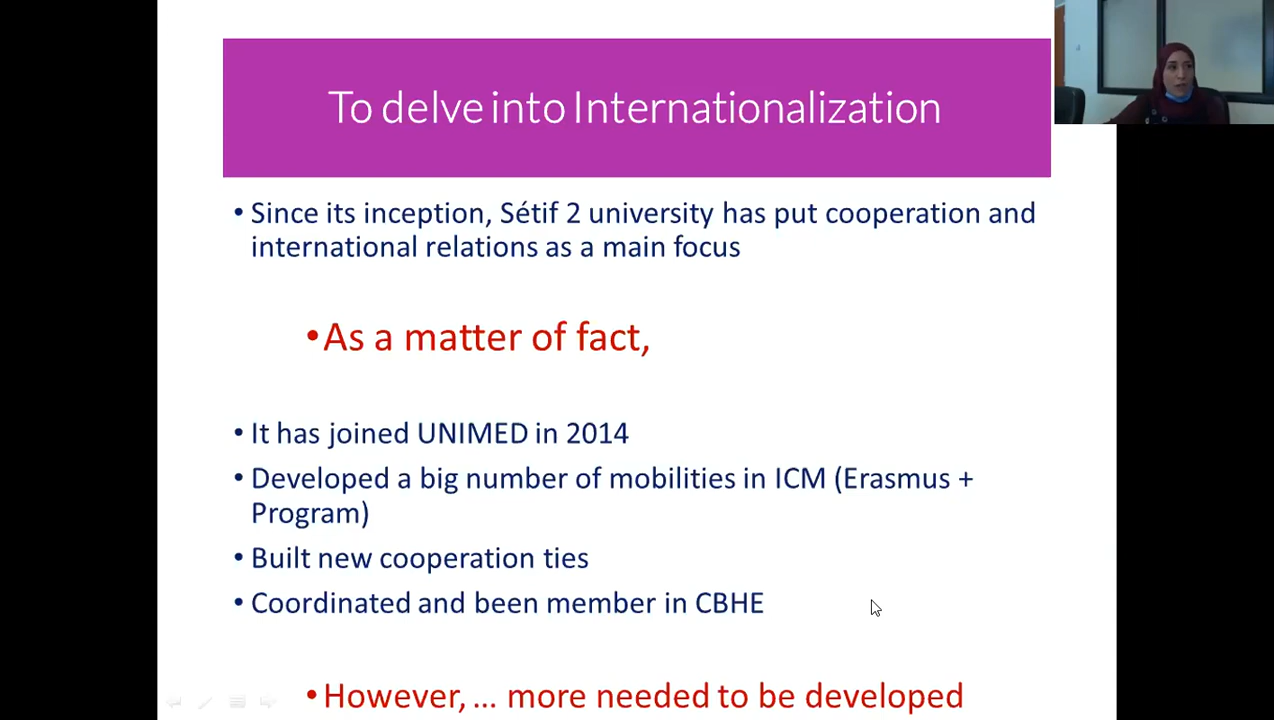 To delve into Internationalization
• Since its inception, Sétif 2 university has put cooperation and
international relations as a main focus
•As a matter of fact,
• It has joined UNIMED in 2014
• Developed a big number of mobilities in ICM (Erasmus +
Program)
• Built new cooperation ties
• Coordinated and been member in CBHE
• However, ... more needed to be developed